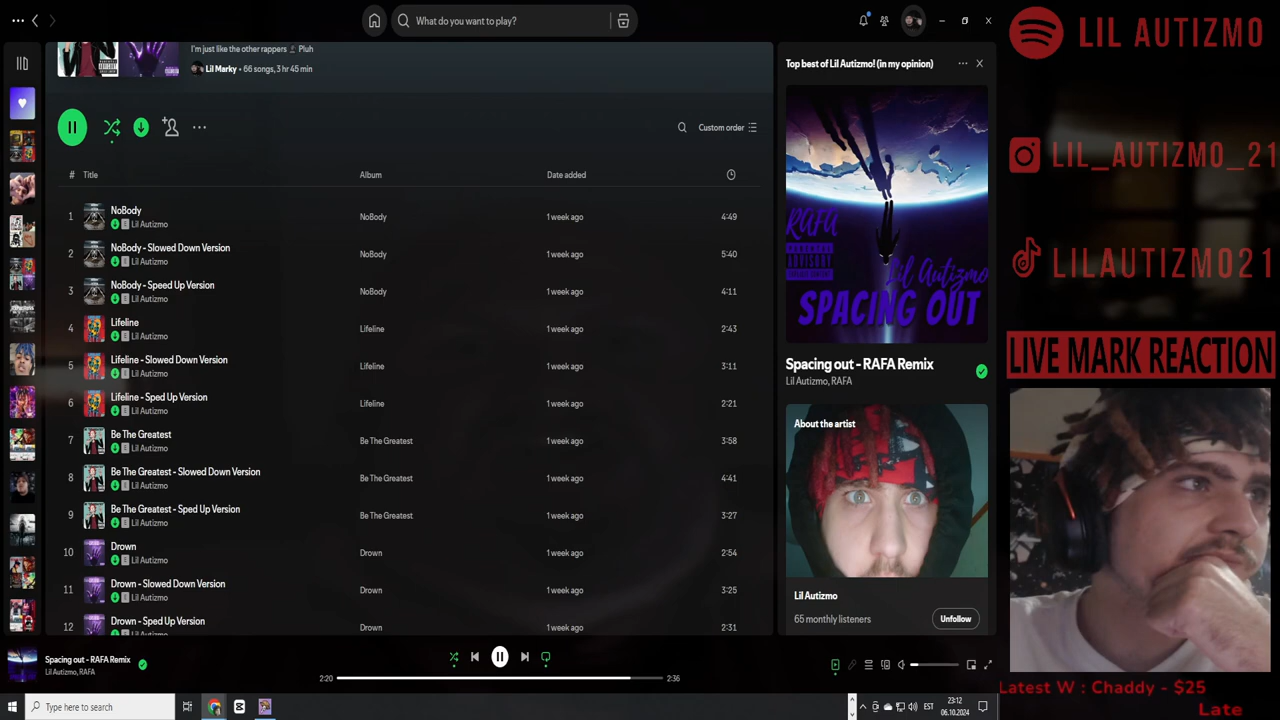 What do you want to play?
I'm just like the other rappers Pluh
Lil Marky • 66 songs, 3 hr 45 min
Custom order
# Title Album Date added
1 NoBody NoBody 1 week ago 4:49
E Lil Autizmo
2 NoBody - Slowed Down Version NoBody 1 week ago 5:40
E Lil Autizmo
3 NoBody - Speed Up Version NoBody 1 week ago 4:11
E Lil Autizmo
4 Lifeline Lifeline 1 week ago 2:43
E Lil Autizmo
5 Lifeline - Slowed Down Version Lifeline 1 week ago 3:11
E Lil Autizmo
6 Lifeline - Sped Up Version Lifeline 1 week ago 2:21
E Lil Autizmo
7 Be The Greatest Be The Greatest 1 week ago 3:58
E Lil Autizmo
8 Be The Greatest - Slowed Down Version Be The Greatest 1 week ago 4:41
E Lil Autizmo
9 Be The Greatest - Sped Up Version Be The Greatest 1 week ago 3:27
E Lil Autizmo
10 Drown Drown 1 week ago 2:54
E Lil Autizmo
11 Drown - Slowed Down Version Drown 1 week ago 3:25
E Lil Autizmo
12 Drown - Sped Up Version Drown 1 week ago 2:31
Top best of Lil Autizmo! (in my opinion)
RAFA
PARENTAL
ADVISORY
EXPLICIT CONTENT
Lil Autizmo
SPACING OUT
Spacing out - RAFA Remix
Lil Autizmo, RAFA
About the artist
Lil Autizmo
65 monthly listeners
Unfollow
Spacing out - RAFA Remix
Lil Autizmo, RAFA
2:20
2:36
Type here to search
EST
23:12
06.10.2024
LIL AUTIZMO
LIL_AUTIZMO_21
LILAUTIZMO21
LIVE MARK REACTION
Latest W : Chaddy - $25
Late